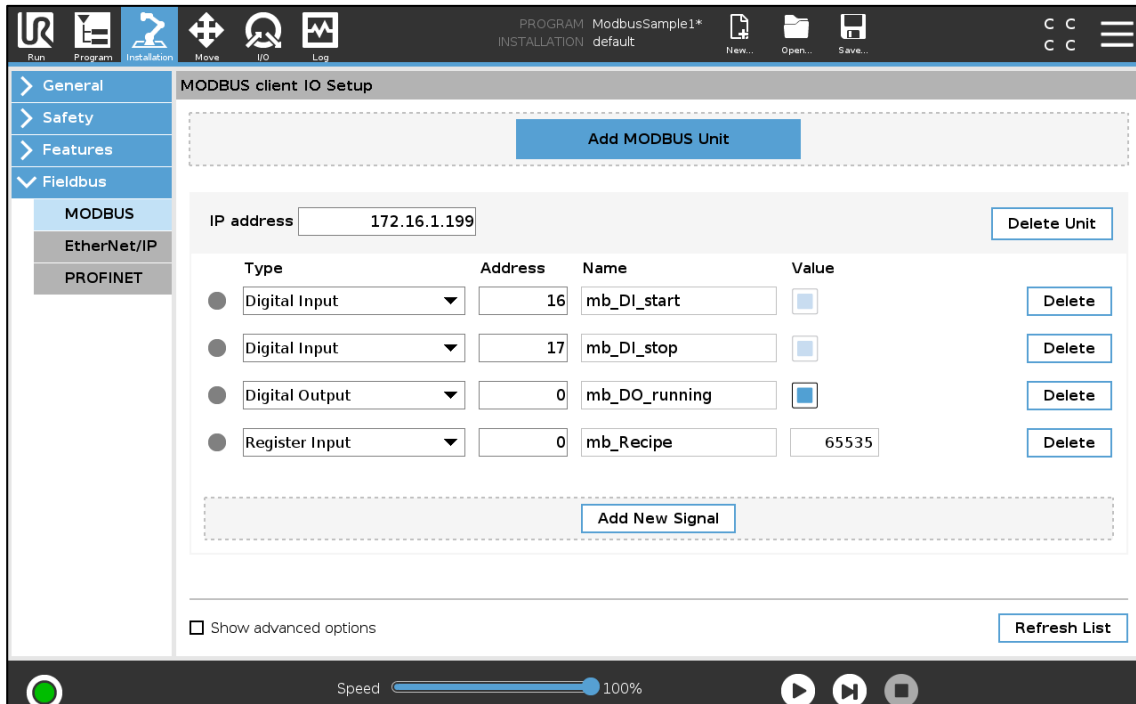 PROGRAM ModbusSample1*
INSTALLATION default
Run Program Installation Move I/O Log New... Open... Save...
C C
C C
General
Safety
Features
Fieldbus
MODBUS
EtherNet/IP
PROFINET
MODBUS client IO Setup
Add MODBUS Unit
IP address 172.16.1.199 Delete Unit
Type Address Name Value
Digital Input 16 mb_DI_start Delete
Digital Input 17 mb_DI_stop Delete
Digital Output 0 mb_DO_running Delete
Register Input 0 mb_Recipe 65535 Delete
Add New Signal
Show advanced options Refresh List
Speed 100%